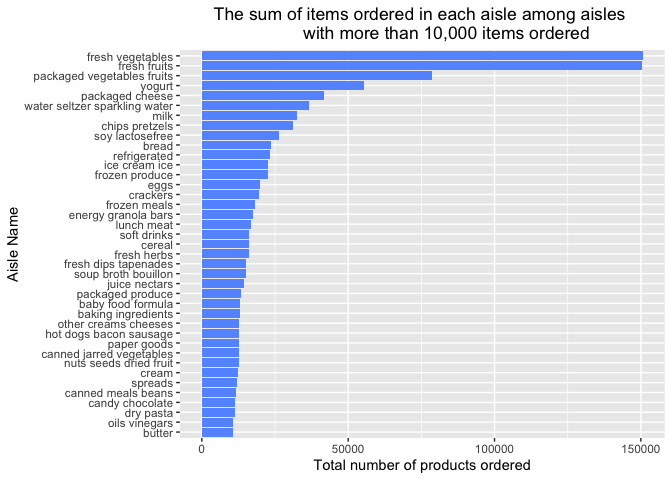 The sum of items ordered in each aisle among aisles
with more than 10,000 items ordered
Aisle Name
fresh vegetables
fresh fruits
packaged vegetables fruits
yogurt
packaged cheese
water seltzer sparkling water
milk
chips pretzels
soy lactosefree
bread
refrigerated
ice cream ice
frozen produce
eggs
crackers
frozen meals
energy granola bars
lunch meat
soft drinks
cereal
fresh herbs
fresh dips tapenades
soup broth bouillon
juice nectars
packaged produce
baby food formula
baking ingredients
other creams cheeses
hot dogs bacon sausage
paper goods
canned jarred vegetables
nuts seeds dried fruit
cream
spreads
canned meals beans
candy chocolate
dry pasta
oils vinegars
butter
0 50000 100000 150000
Total number of products ordered